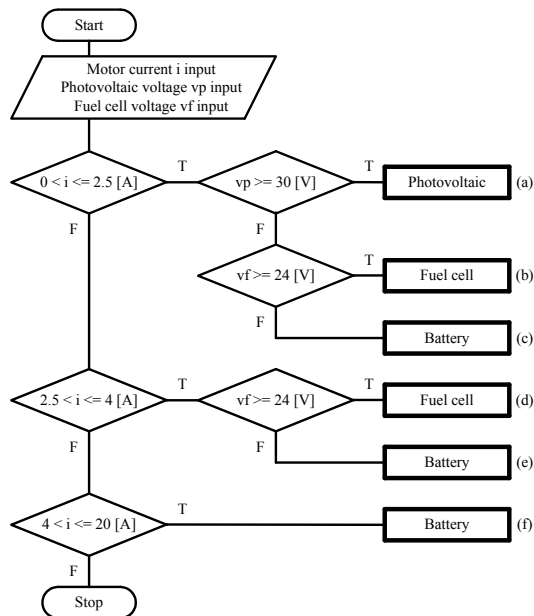 Start
Motor current i input
Photovoltaic voltage vp input
Fuel cell voltage vf input
0 < i <= 2.5 [A]
T
vp >= 30 [V]
T
Photovoltaic
(a)
F
F
vf >= 24 [V]
T
Fuel cell
(b)
F
Battery
(c)
2.5 < i <= 4 [A]
T
vf >= 24 [V]
T
Fuel cell
(d)
F
F
Battery
(e)
4 < i <= 20 [A]
T
Battery
(f)
F
Stop